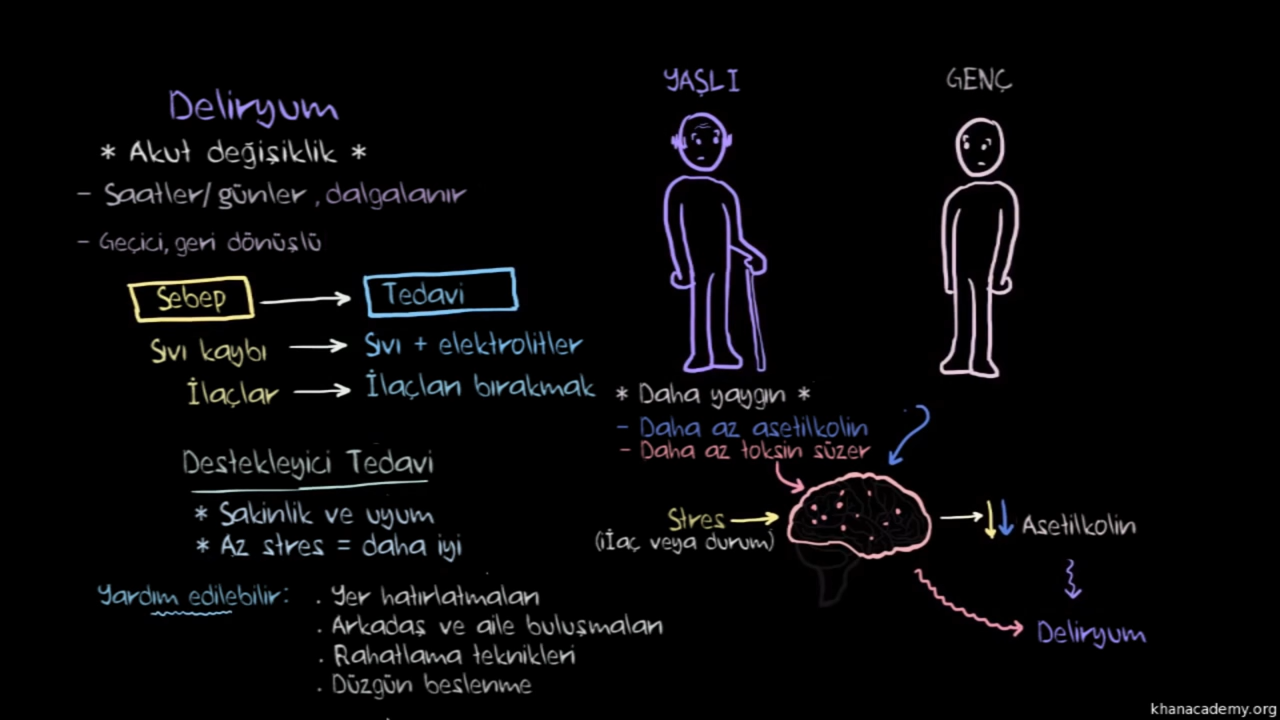 Deliryum
* Akut değişiklik *
- Saatler/günler, dalgalanır
- Geçici, geri dönüşlü
Sebep → Tedavi
Sıvı kaybı → Sıvı + elektrolitler
İlaçlar → İlaçları bırakmak
Destekleyici Tedavi
* Sakinlik ve uyum
* Az stres = daha iyi
Yardım edilebilir:
. Yer hatırlatmaları
. Arkadaş ve aile buluşmaları
. Rahatlama teknikleri
. Düzgün beslenme
YAŞLI
GENÇ
* Daha yaygın *
- Daha az asetilkolin
- Daha az toksin süzer
Stres →
(İlaç veya durum)
→ ↓↓ Asetilkolin
Deliryum
khanacademy.org